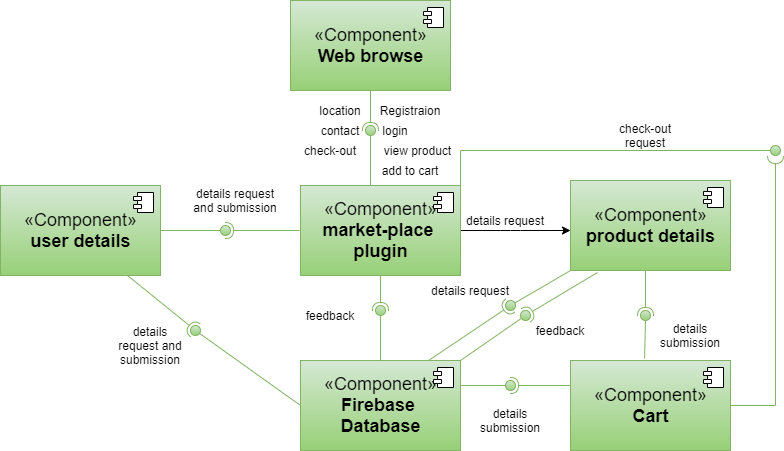 «Component»
Web browse
location
contact
check-out
Registraion
login
view product
add to cart
check-out
request
«Component»
user details
details request
and submission
«Component»
market-place
plugin
details request
«Component»
product details
details request
feedback
feedback
details
request and
submission
details
submission
«Component»
Firebase
Database
details
submission
«Component»
Cart